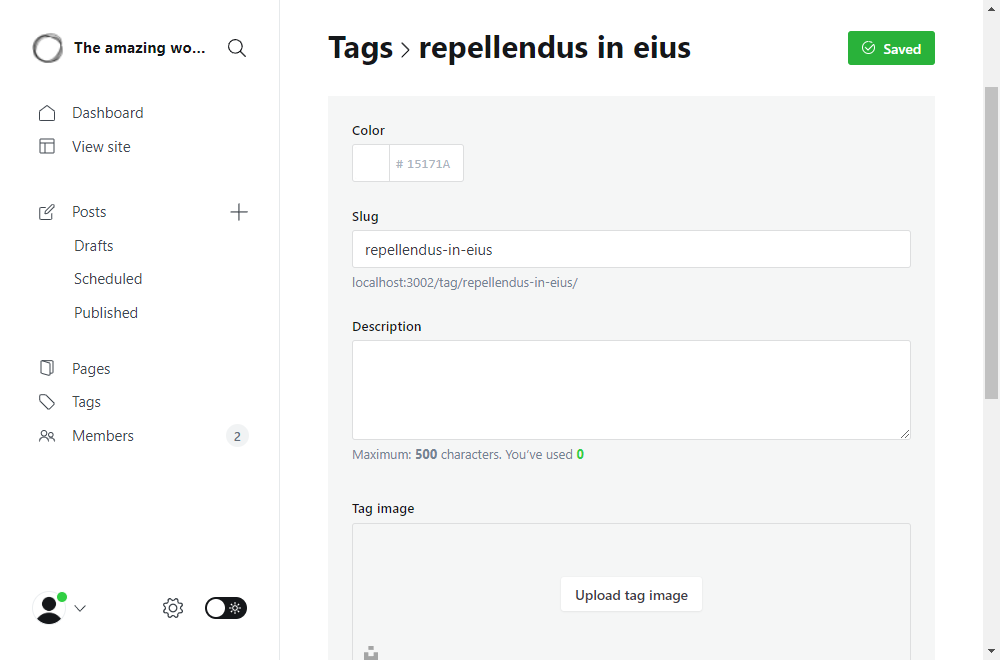 The amazing wo...
Dashboard
View site
Posts
Drafts
Scheduled
Published
Pages
Tags
Members
2
Tags > repellendus in eius
Saved
Color
# 15171A
Slug
repellendus-in-eius
localhost:3002/tag/repellendus-in-eius/
Description
Maximum: 500 characters. You’ve used 0
Tag image
Upload tag image